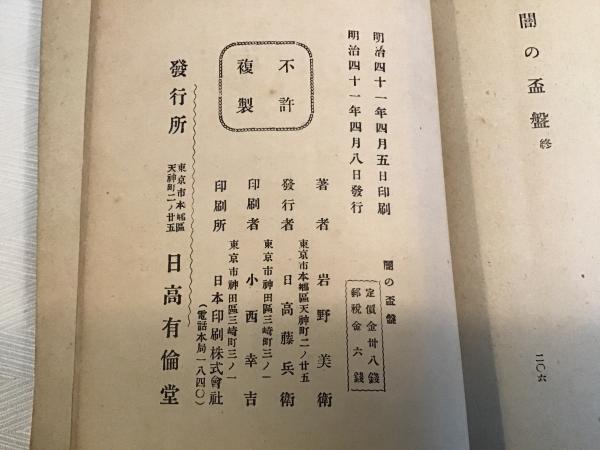 闇の盃盤 終
二〇六
明治四十一年四月五日印刷
明治四十一年四月八日發行
闇の盃盤
定價金卅八錢
郵税金六錢
不許
複製
著者 岩野美衛
東京市本鄕區天神町二ノ廿五
發行者 日高藤兵衛
東京市神田區三崎町三ノ一
印刷者 小西幸吉
東京市神田區三崎町三ノ一
印刷所 日本印刷株式會社
(電話本局一八四〇)
發行所 東京市本鄕區天神町二ノ廿五 日高有倫堂